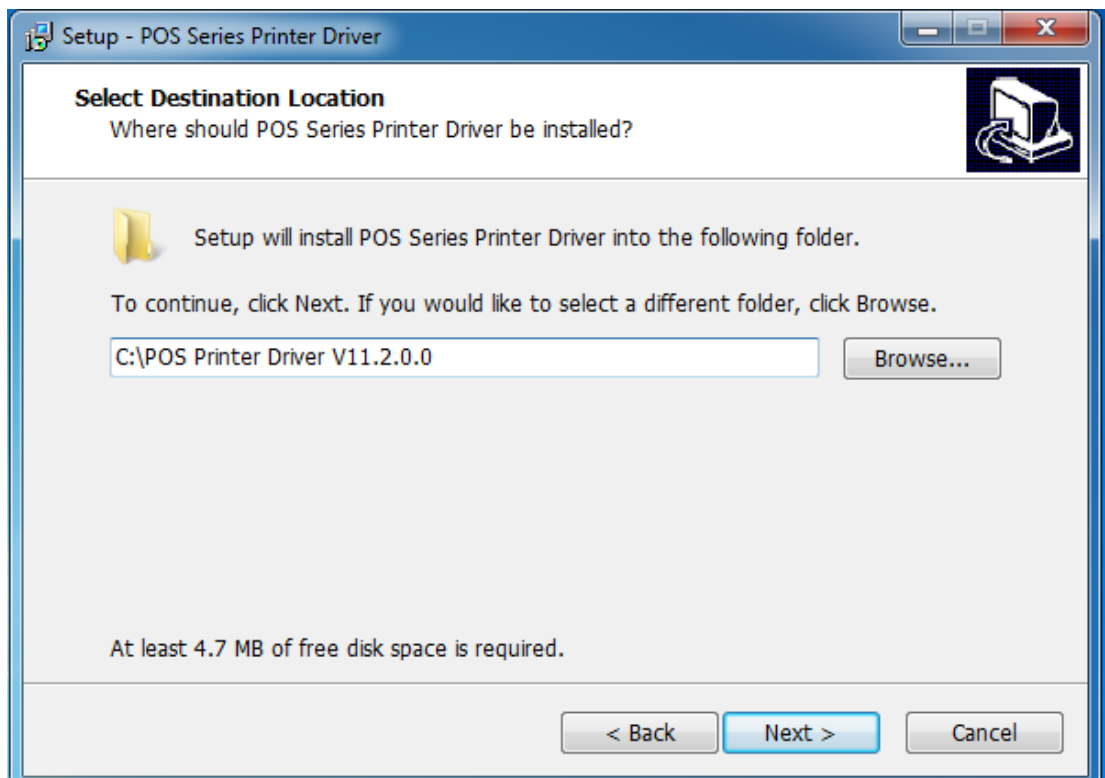 Setup - POS Series Printer Driver
Select Destination Location
Where should POS Series Printer Driver be installed?
Setup will install POS Series Printer Driver into the following folder.
To continue, click Next. If you would like to select a different folder, click Browse.
C:\POS Printer Driver V11.2.0.0
Browse...
At least 4.7 MB of free disk space is required.
< Back
Next >
Cancel